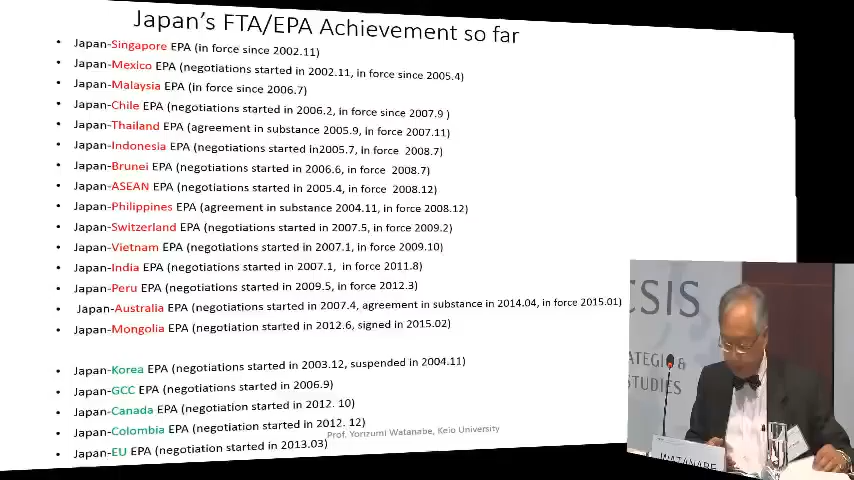 Japan's FTA/EPA Achievement so far
• Japan-Singapore EPA (in force since 2002.11)
• Japan-Mexico EPA (negotiations started in 2002.11, in force since 2005.4)
• Japan-Malaysia EPA (in force since 2006.7)
• Japan-Chile EPA (negotiations started in 2006.2, in force since 2007.9 )
• Japan-Thailand EPA (agreement in substance 2005.9, in force 2007.11)
• Japan-Indonesia EPA (negotiations started in2005.7, in force 2008.7)
• Japan-Brunei EPA (negotiations started in 2006.6, in force 2008.7)
• Japan-ASEAN EPA (negotiations started in 2005.4, in force 2008.12)
• Japan-Philippines EPA (agreement in substance 2004.11, in force 2008.12)
• Japan-Switzerland EPA (negotiations started in 2007.5, in force 2009.2)
• Japan-Vietnam EPA (negotiations started in 2007.1, in force 2009.10)
• Japan-India EPA (negotiations started in 2007.1, in force 2011.8)
• Japan-Peru EPA (negotiations started in 2009.5, in force 2012.3)
• Japan-Australia EPA (negotiations started in 2007.4, agreement in substance in 2014.04, in force 2015.01)
• Japan-Mongolia EPA (negotiation started in 2012.6, signed in 2015.02)
• Japan-Korea EPA (negotiations started in 2003.12, suspended in 2004.11)
• Japan-GCC EPA (negotiations started in 2006.9)
• Japan-Canada EPA (negotiation started in 2012. 10)
• Japan-Colombia EPA (negotiation started in 2012. 12)
• Japan-EU EPA (negotiation started in 2013.03)
Prof. Yorizumi Watanabe, Keio University
CSIS
ATEGIC &
STUDIES
WATANABE